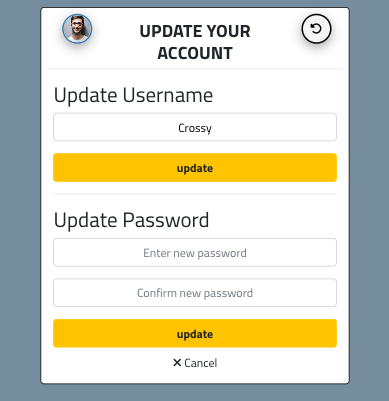 UPDATE YOUR
ACCOUNT
Update Username
Crossy
update
Update Password
Enter new password
Confirm new password
update
✕ Cancel